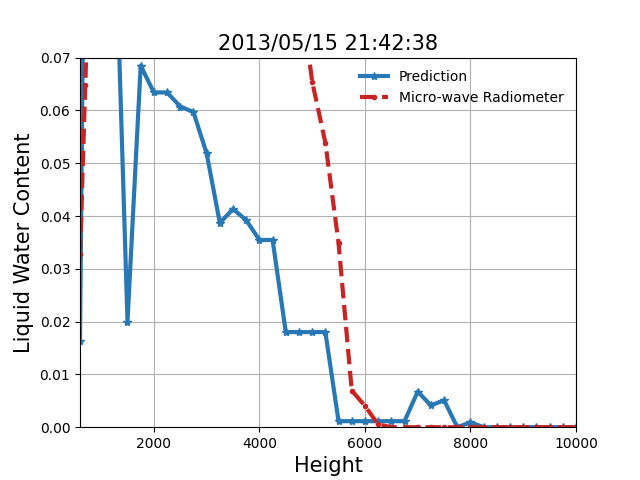 2013/05/15 21:42:38
0.07
0.06
0.05
0.04
0.03
0.02
0.01
0.00
Liquid Water Content
Prediction
Micro-wave Radiometer
2000 4000 6000 8000 10000
Height